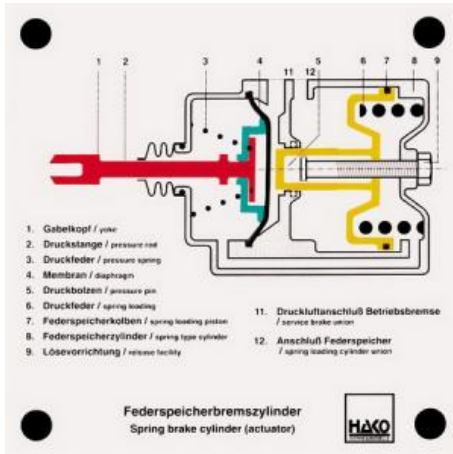 1 2 3 4 11 12 5 6 7 8 9
1. Gabelkopf / yoke
2. Druckstange / pressure rod
3. Druckfeder / pressure spring
4. Membran / diaphragm
5. Druckbolzen / pressure pin
6. Druckfeder / spring loading
7. Federspeicherkolben / spring loading piston
8. Federspeicherzylinder / spring type cylinder
9. Lösevorrichtung / release facility
11. Druckluftanschluß Betriebsbremse
/ service brake union
12. Anschluß Federspeicher
/ spring loading cylinder union
Federspeicherbremszylinder
Spring brake cylinder (actuator)
HAKO